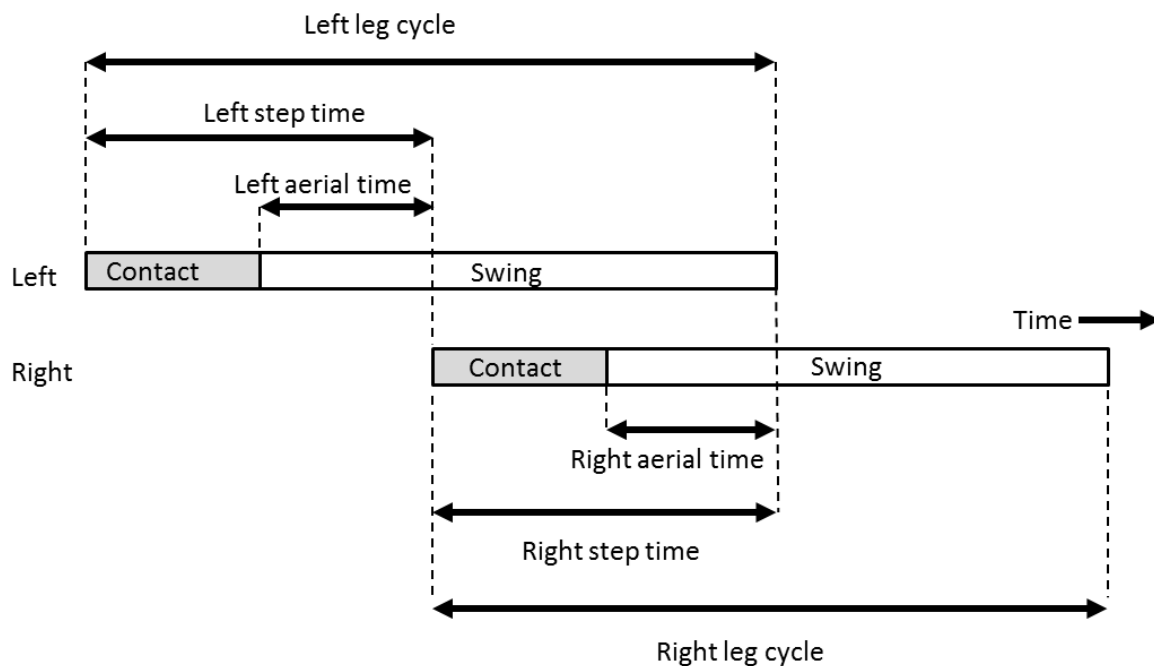 Left leg cycle
Left step time
Left aerial time
Left
Contact
Swing
Time
Right
Contact
Swing
Right aerial time
Right step time
Right leg cycle